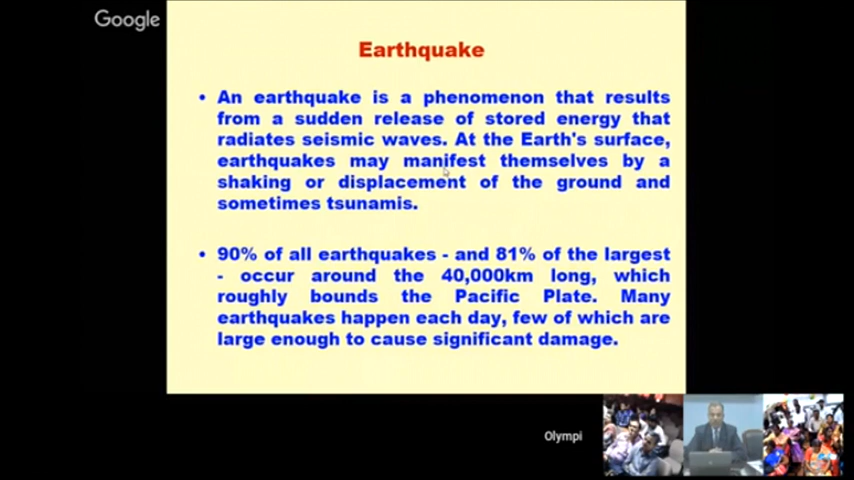 Google
Earthquake
• An earthquake is a phenomenon that results
from a sudden release of stored energy that
radiates seismic waves. At the Earth's surface,
earthquakes may manifest themselves by a
shaking or displacement of the ground and
sometimes tsunamis.
• 90% of all earthquakes - and 81% of the largest
- occur around the 40,000km long, which
roughly bounds the Pacific Plate. Many
earthquakes happen each day, few of which are
large enough to cause significant damage.
Olympi